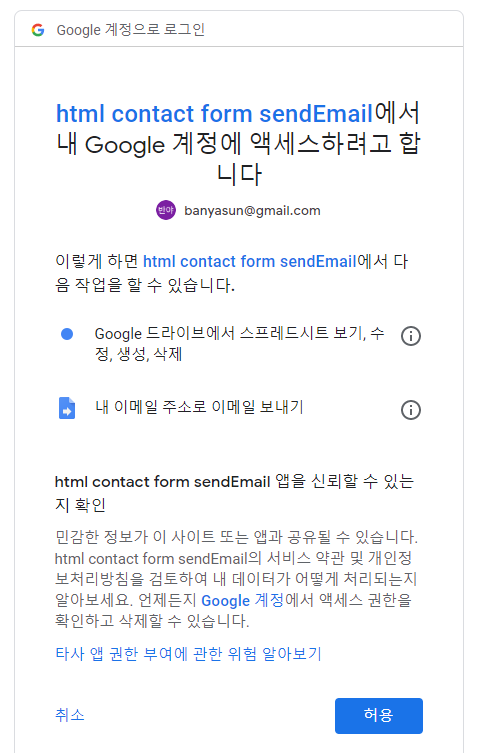 Google 계정으로 로그인
html contact form sendEmail에서
내 Google 계정에 액세스하려고 합
니다
반야 banyasun@gmail.com
이렇게 하면 html contact form sendEmail에서 다
음 작업을 할 수 있습니다.
Google 드라이브에서 스프레드시트 보기, 수
정, 생성, 삭제
내 이메일 주소로 이메일 보내기
html contact form sendEmail 앱을 신뢰할 수 있는
지 확인
민감한 정보가 이 사이트 또는 앱과 공유될 수 있습니다.
html contact form sendEmail의 서비스 약관 및 개인정
보처리방침을 검토하여 내 데이터가 어떻게 처리되는지
알아보세요. 언제든지 Google 계정에서 액세스 권한을
확인하고 삭제할 수 있습니다.
타사 앱 권한 부여에 관한 위험 알아보기
취소 허용